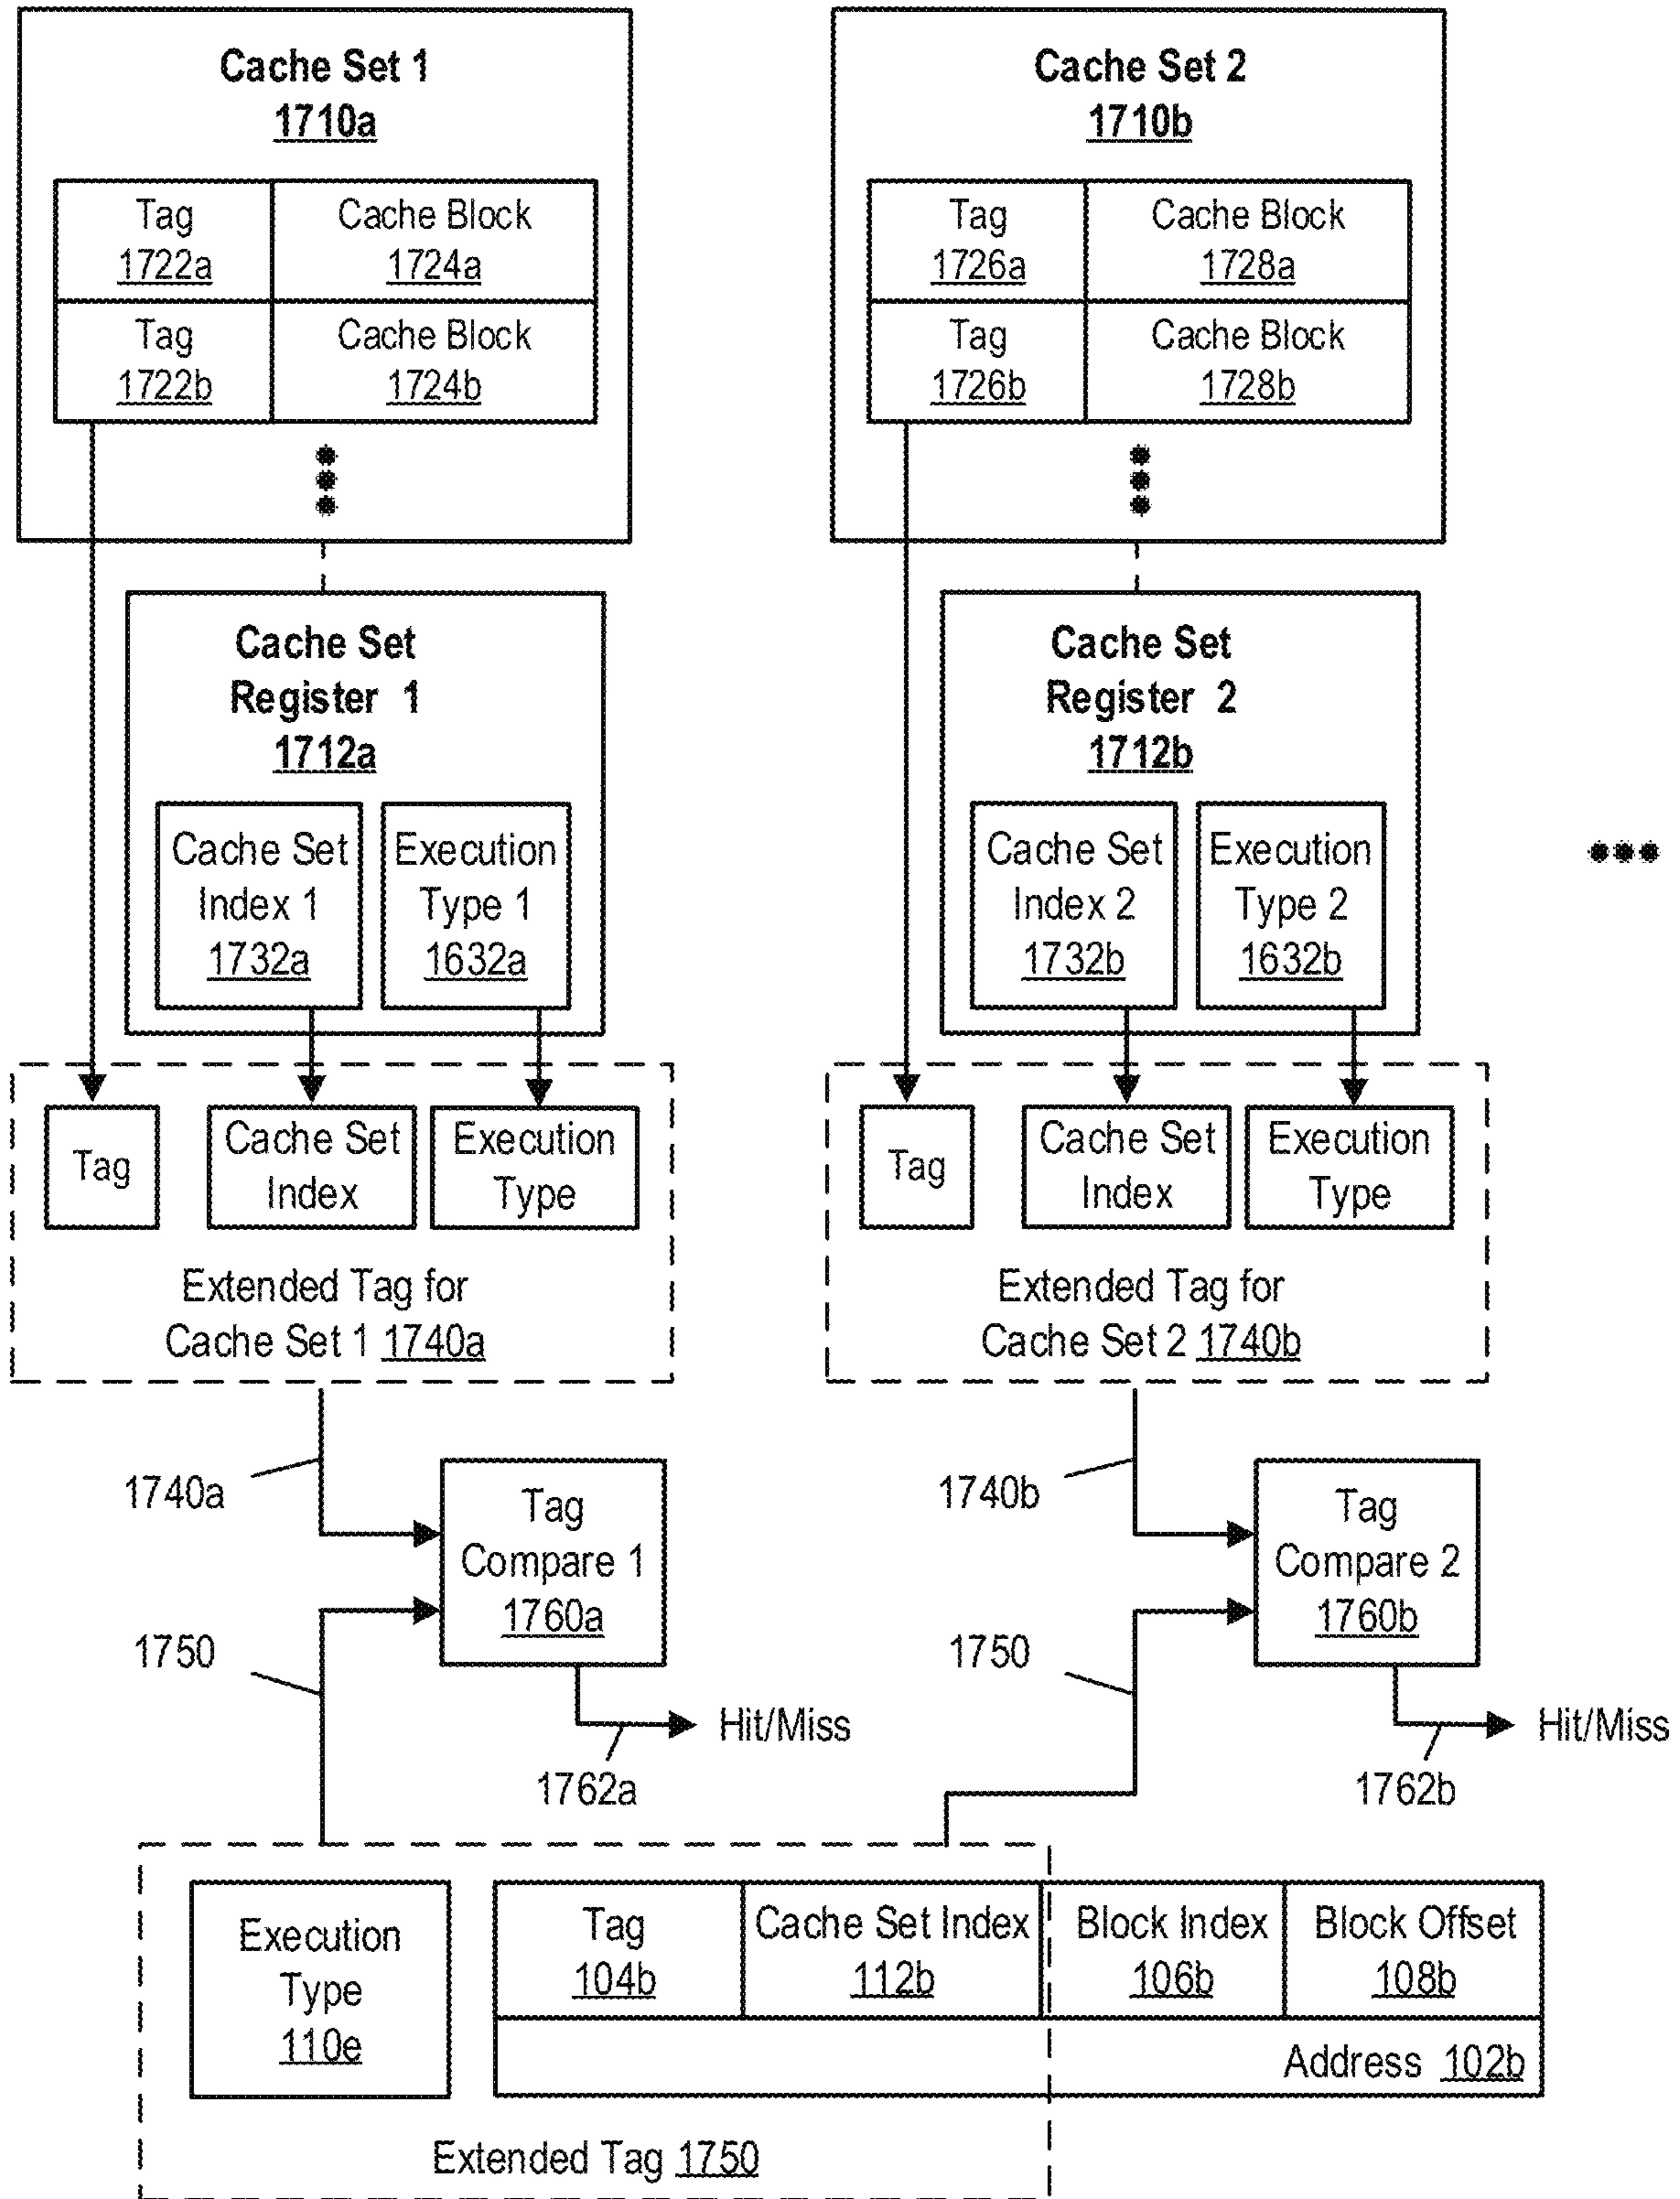 Cache Set 1
1710a
Tag
1722a
Cache Block
1724a
Tag
1722b
Cache Block
1724b
Cache Set 2
1710b
Tag
1726a
Cache Block
1728a
Tag
1726b
Cache Block
1728b
Cache Set
Register 1
1712a
Cache Set
Index 1
1732a
Execution
Type 1
1632a
Cache Set
Register 2
1712b
Cache Set
Index 2
1732b
Execution
Type 2
1632b
Tag
Cache Set
Index
Execution
Type
Extended Tag for
Cache Set 1 1740a
Tag
Cache Set
Index
Execution
Type
Extended Tag for
Cache Set 2 1740b
1740a
Tag
Compare 1
1760a
1750
Hit/Miss
1762a
1740b
Tag
Compare 2
1760b
1750
Hit/Miss
1762b
Execution
Type
110e
Tag
104b
Cache Set Index
112b
Block Index
106b
Block Offset
108b
Address 102b
Extended Tag 1750